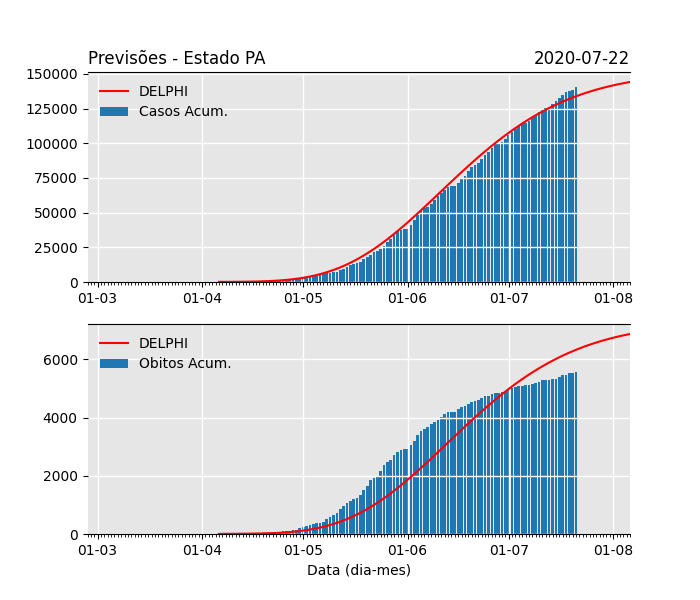 Previsões - Estado PA 2020-07-22
150000
125000
100000
75000
50000
25000
0
DELPHI
Casos Acum.
01-03 01-04 01-05 01-06 01-07 01-08
6000
4000
2000
0
DELPHI
Obitos Acum.
01-03 01-04 01-05 01-06 01-07 01-08
Data (dia-mes)